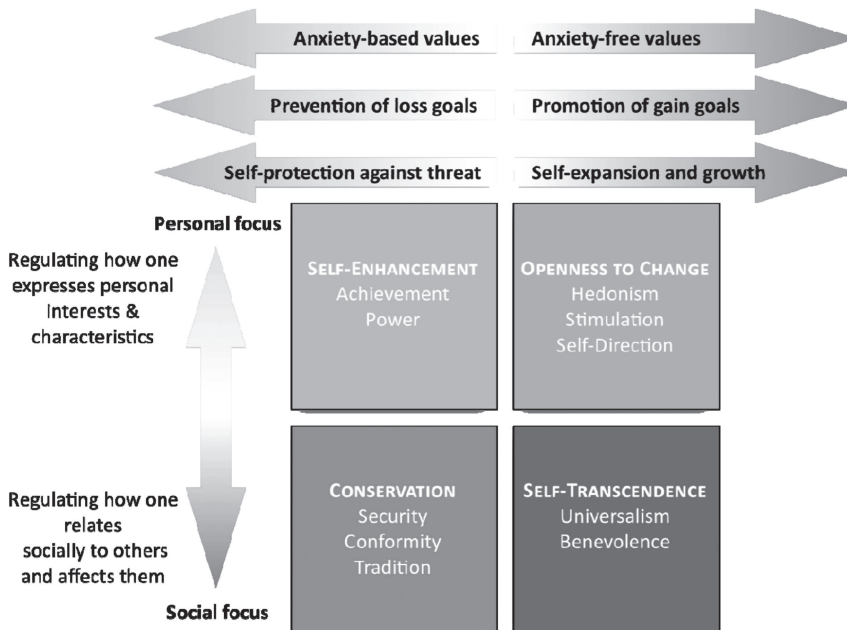 Anxiety-based values
Anxiety-free values
Prevention of loss goals
Promotion of gain goals
Self-protection against threat
Self-expansion and growth
Personal focus
Regulating how one
expresses personal
Interests &
characteristics
SELF-ENHANCEMENT
Achievement
Power
OPENNESS TO CHANGE
Hedonism
Stimulation
Self-Direction
Regulating how one
relates
socially to others
and affects them
Social focus
CONSERVATION
Security
Conformity
Tradition
SELF-TRANSCENDENCE
Universalism
Benevolence